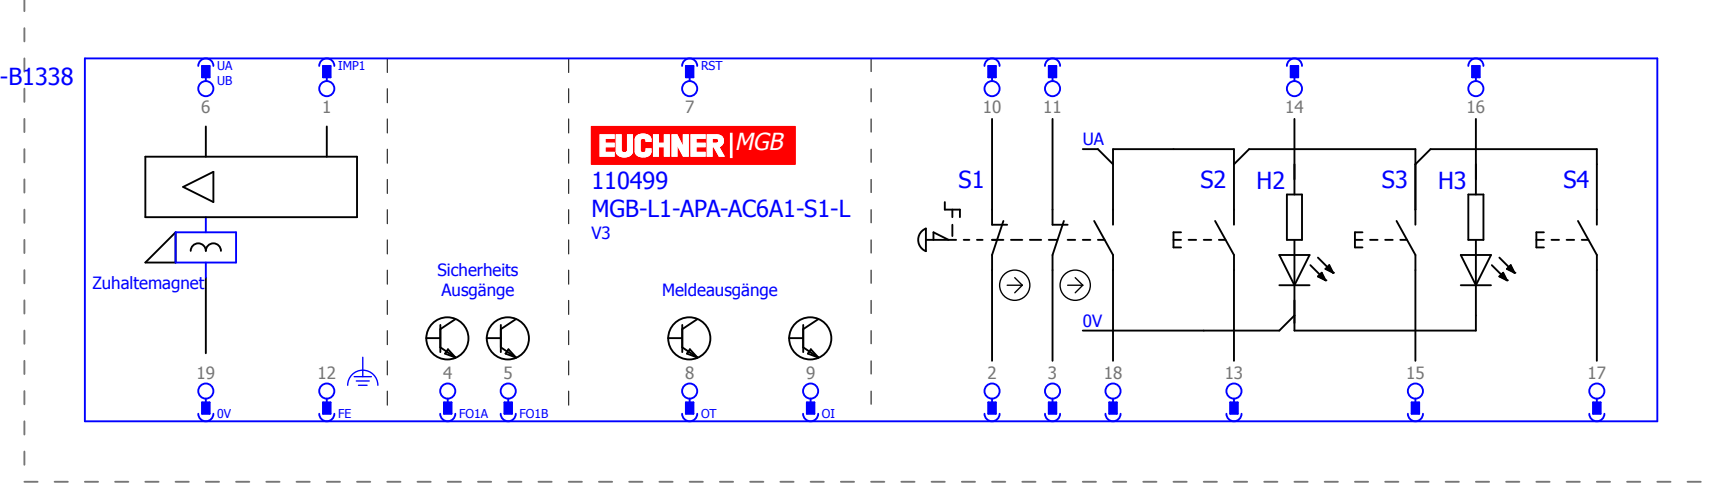 -B1338
UA
UB
6
IMP1
1
RST
7
10
11
14
16
EUCHNER|MGB
110499
MGB-L1-APA-AC6A1-S1-L
V3
UA
S1
S2
H2
S3
H3
S4
Zuhaltemagnet
Sicherheits
Ausgänge
Meldeausgänge
0V
19
0V
12
FE
4
FO1A
5
FO1B
8
OT
9
OI
2
3
18
13
15
17